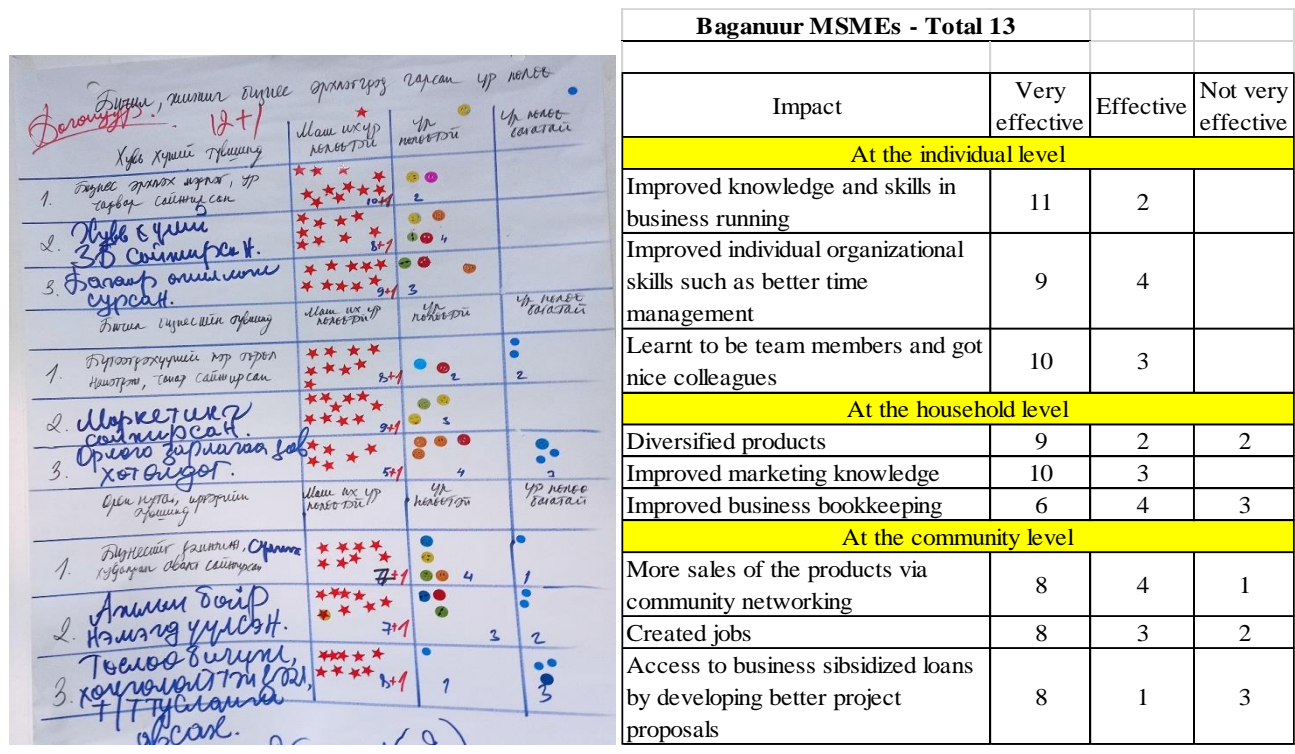 Бичил, жижиг бизнес эрхлэгчдэд гарсан үр нөлөө
Багануур. 12+1
Хувь хүний түвшинд
Маш их үр нөлөөтэй
Үр нөлөөтэй
Үр нөлөө багатай
1. Бизнес эрхлэх мэдлэг, ур чадвар сайжирсан
10+1 2
2. Хувь хүний
ЗБ сайжирсан.
8+1 4
3. Багаар ажиллаж
сурсан.
9+1 3
Бичил бизнесийн түвшинд
Маш их үр нөлөөтэй
Үр нөлөөтэй
Үр нөлөө багатай
1. Бүтээгдэхүүний нэр төрөл
чанар сайжирсан
8+1 2 2
2. Маркетинг
сайжирсан.
9+1 3
3. Орлого зарлагаа зөв
хөтөлдөг.
5+1 4 3
Орон нутаг, иргэдийн түвшинд
Маш их үр нөлөөтэй
Үр нөлөөтэй
Үр нөлөө багатай
1. сайжирсан
7+1 4 1
2. Ажлын байр
нэмэгдүүлсэн.
7+1 3 2
3. Төслөө бичүүлж,
авсан.
8+1 1 3
Baganuur MSMEs - Total 13
Impact Very effective Effective Not very effective
At the individual level
Improved knowledge and skills in
business running 11 2
Improved individual organizational
skills such as better time
management 9 4
Learnt to be team members and got
nice colleagues 10 3
At the household level
Diversified products 9 2 2
Improved marketing knowledge 10 3
Improved business bookkeeping 6 4 3
At the community level
More sales of the products via
community networking 8 4 1
Created jobs 8 3 2
Access to business sibsidized loans
by developing better project
proposals 8 1 3